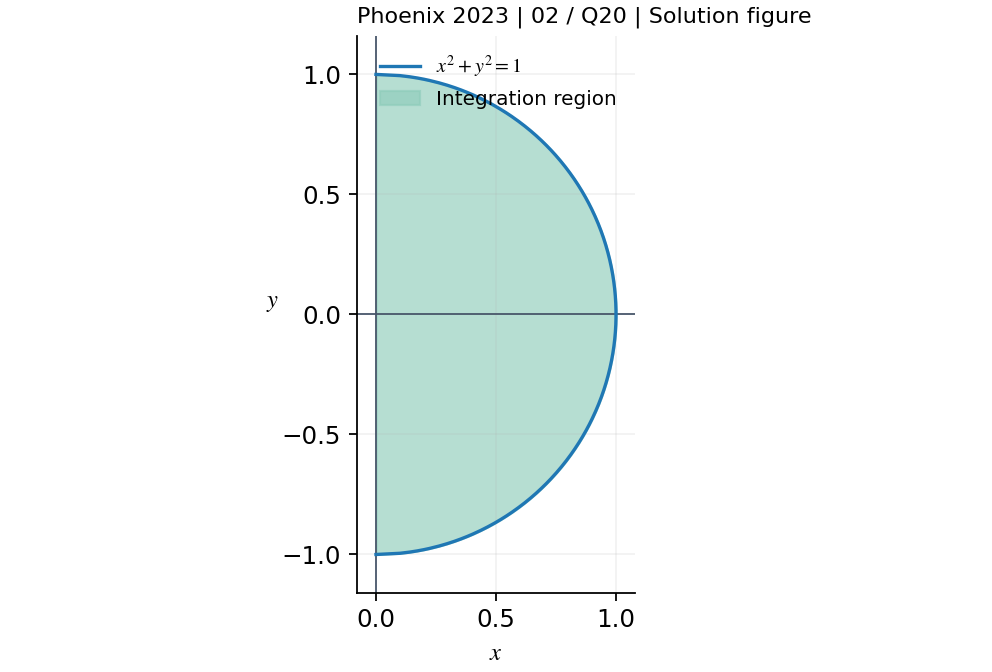 Phoenix 2023 | 02 / Q20 | Solution figure
x² + y² = 1
Integration region
1.0
0.5
0.0
−0.5
−1.0
y
0.0 0.5 1.0
x